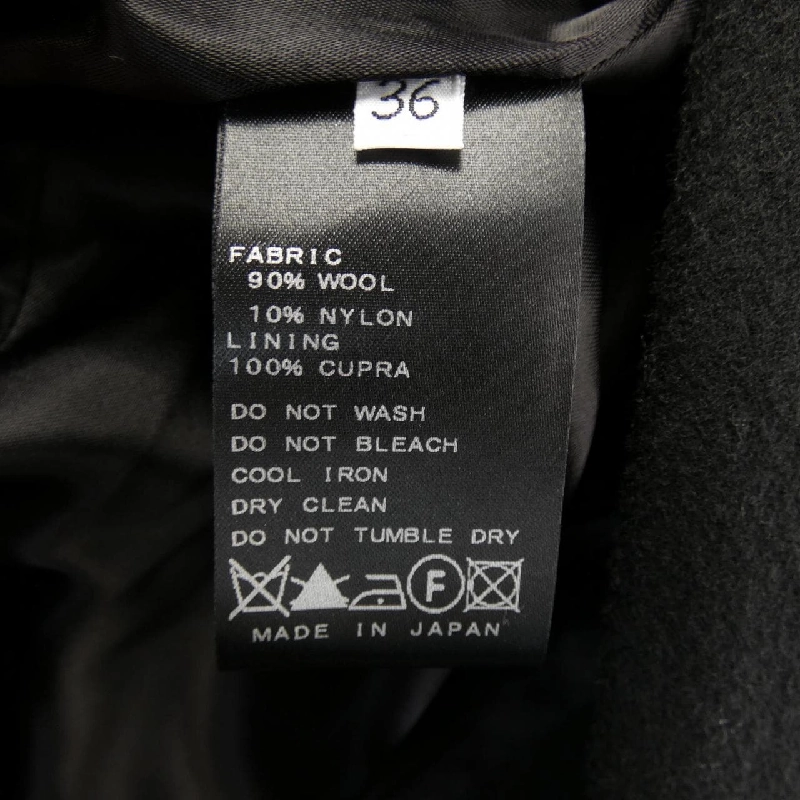 36
FABRIC
90% WOOL
10% NYLON
LINING
100% CUPRA
DO NOT WASH
DO NOT BLEACH
COOL IRON
DRY CLEAN
DO NOT TUMBLE DRY
F
MADE IN JAPAN